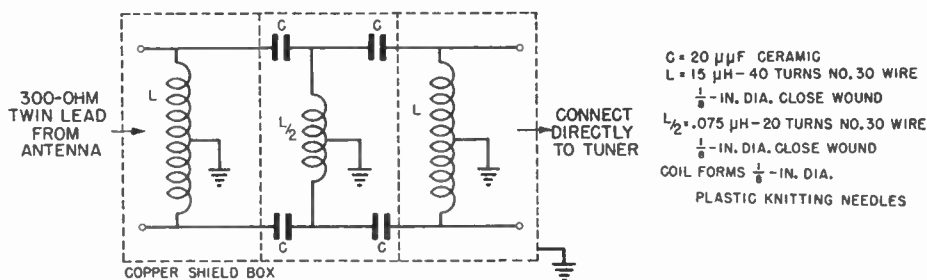 C
C
300-OHM
TWIN LEAD
FROM
ANTENNA
L
L/2
L
CONNECT
DIRECTLY
TO TUNER
C
C
COPPER SHIELD BOX
C = 20 µµF CERAMIC
L = 15 µH-40 TURNS NO. 30 WIRE
1/8-IN. DIA. CLOSE WOUND
L/2 = .075 µH-20 TURNS NO. 30 WIRE
1/8-IN. DIA. CLOSE WOUND
COIL FORMS 1/8-IN. DIA.
PLASTIC KNITTING NEEDLES